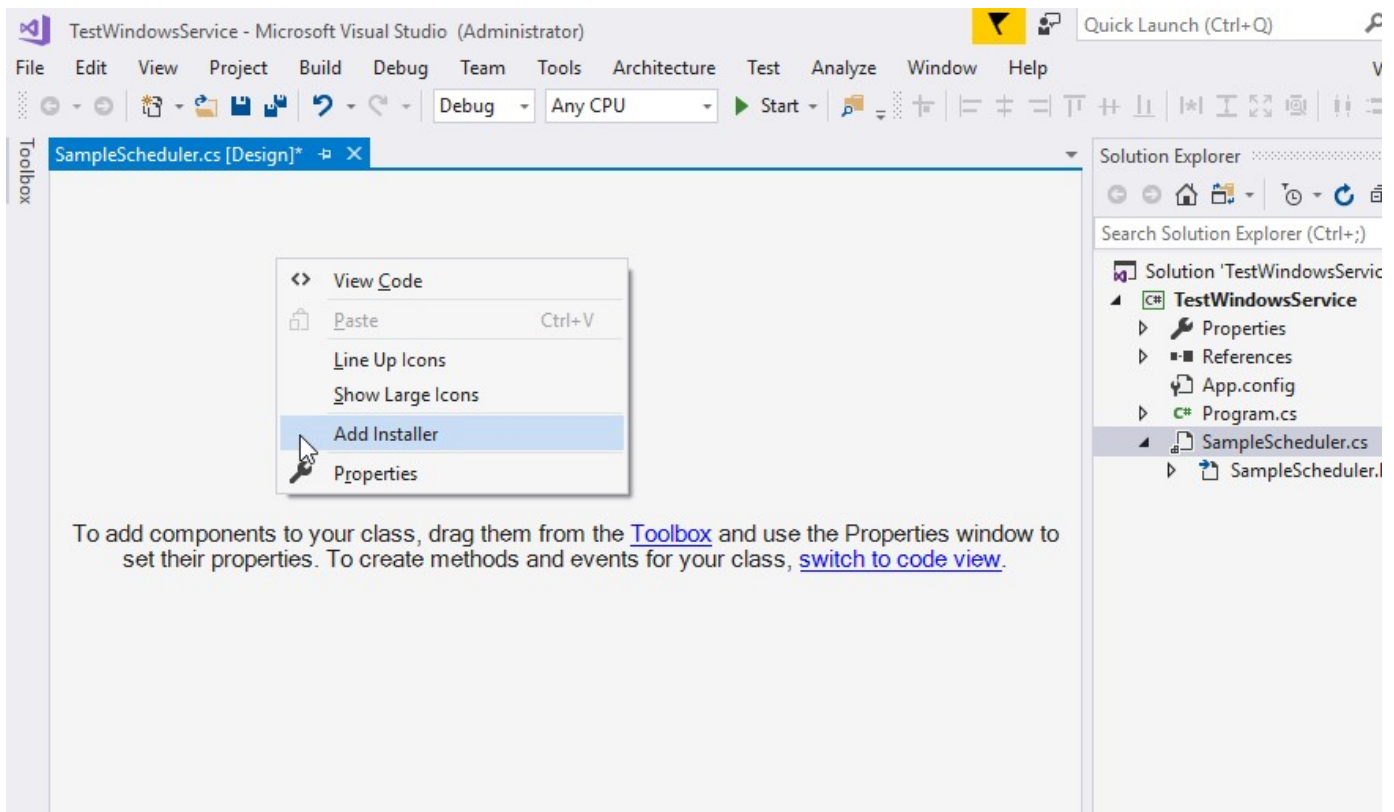 TestWindowsService - Microsoft Visual Studio (Administrator)
Quick Launch (Ctrl+Q)
File Edit View Project Build Debug Team Tools Architecture Test Analyze Window Help
Debug Any CPU Start
Toolbox
SampleScheduler.cs [Design]*
View Code
Paste Ctrl+V
Line Up Icons
Show Large Icons
Add Installer
Properties
To add components to your class, drag them from the Toolbox and use the Properties window to
set their properties. To create methods and events for your class, switch to code view.
Solution Explorer
Search Solution Explorer (Ctrl+;)
Solution 'TestWindowsServic
C# TestWindowsService
Properties
References
App.config
C# Program.cs
SampleScheduler.cs
SampleScheduler.